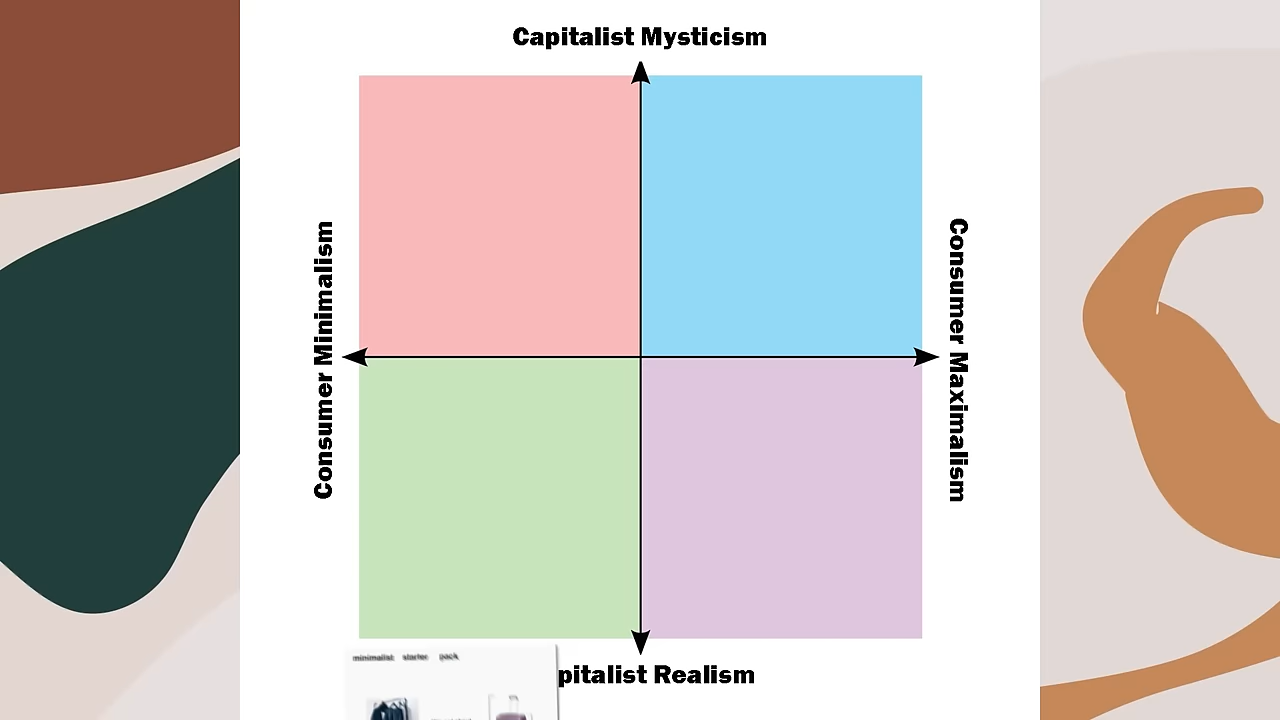 Capitalist Mysticism
Consumer Minimalism
Consumer Maximalism
pitalist Realism
minimalist starter pack